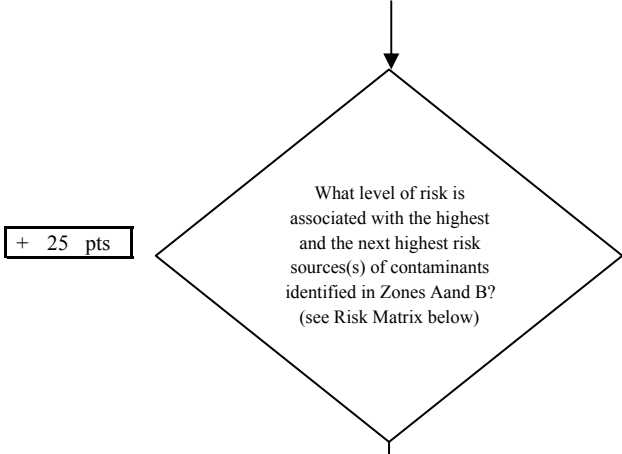 What level of risk is
associated with the highest
and the next highest risk
+ 25 pts
sources(s) of contaminants
identified in Zones Aand B?
(see Risk Matrix below)